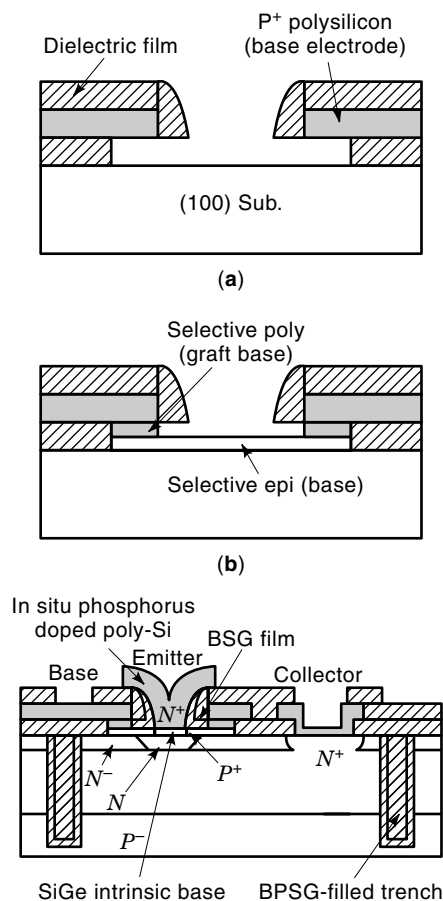 P+ polysilicon
Dielectric film
(base electrode)
(100) Sub.
(a)
Selective poly
(graft base)
Selective epi (base)
(b)
In situ phosphorus
doped poly-Si
BSG film
Base
Emitter
Collector
N+
N−
N
P+
N+
P−
SiGe intrinsic base
BPSG-filled trench